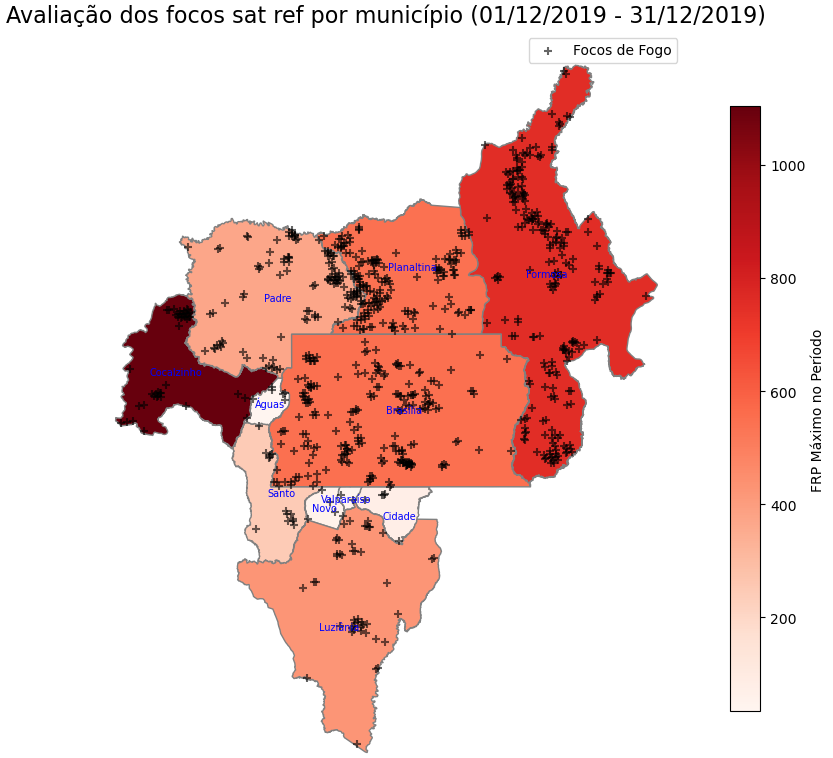 Avaliação dos focos sat ref por município (01/12/2019 - 31/12/2019)
Focos de Fogo
1000
800
600
400
200
FRP Máximo no Período
Planaltina
Formosa
Padre
Cocalzinho
Águas
Brasília
Santo
Valparaíso
Novo
Cidade
Luziânia